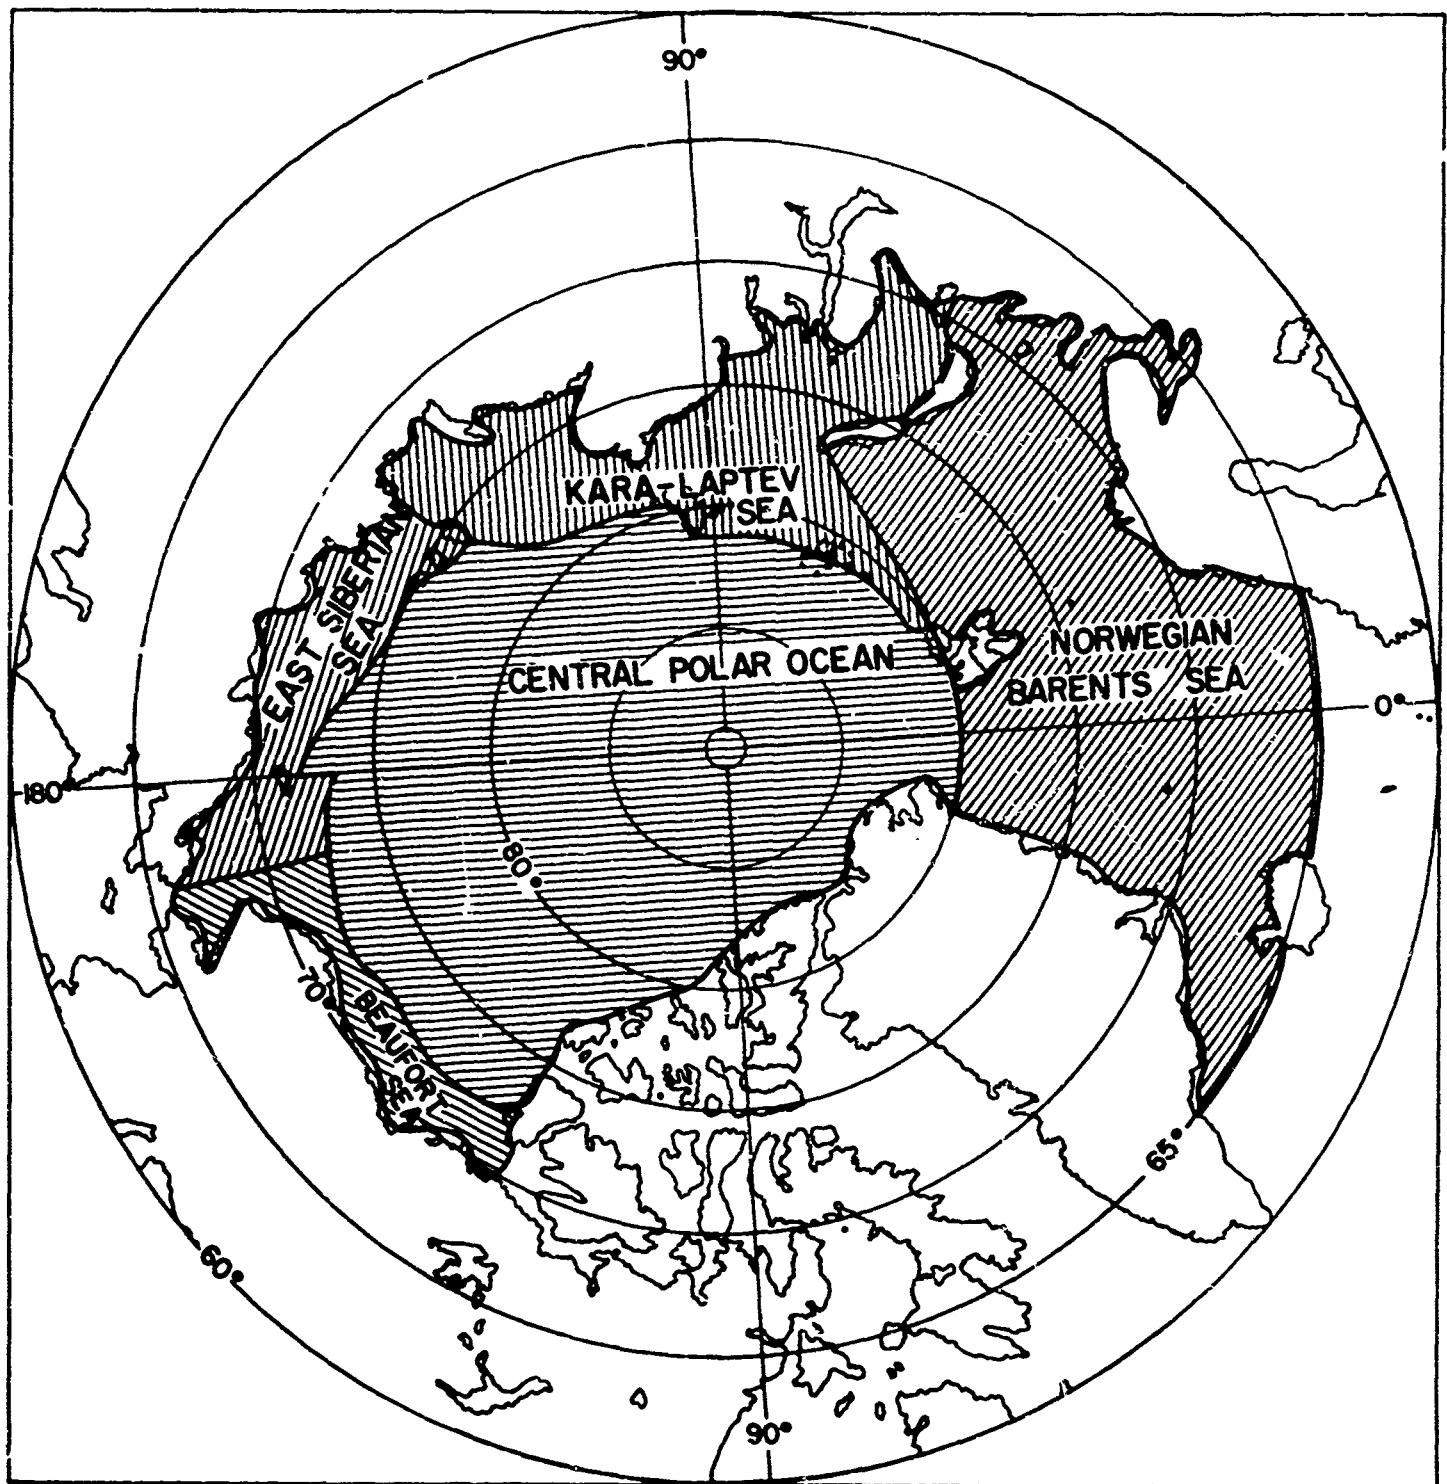 90°
KARA-LAPTEV
SEA
EAST SIBERIAN
SEA
CENTRAL POLAR OCEAN
NORWEGIAN
BARENTS SEA
0°
180°
80°
70°
BEAUFORT
SEA
65°
60°
90°